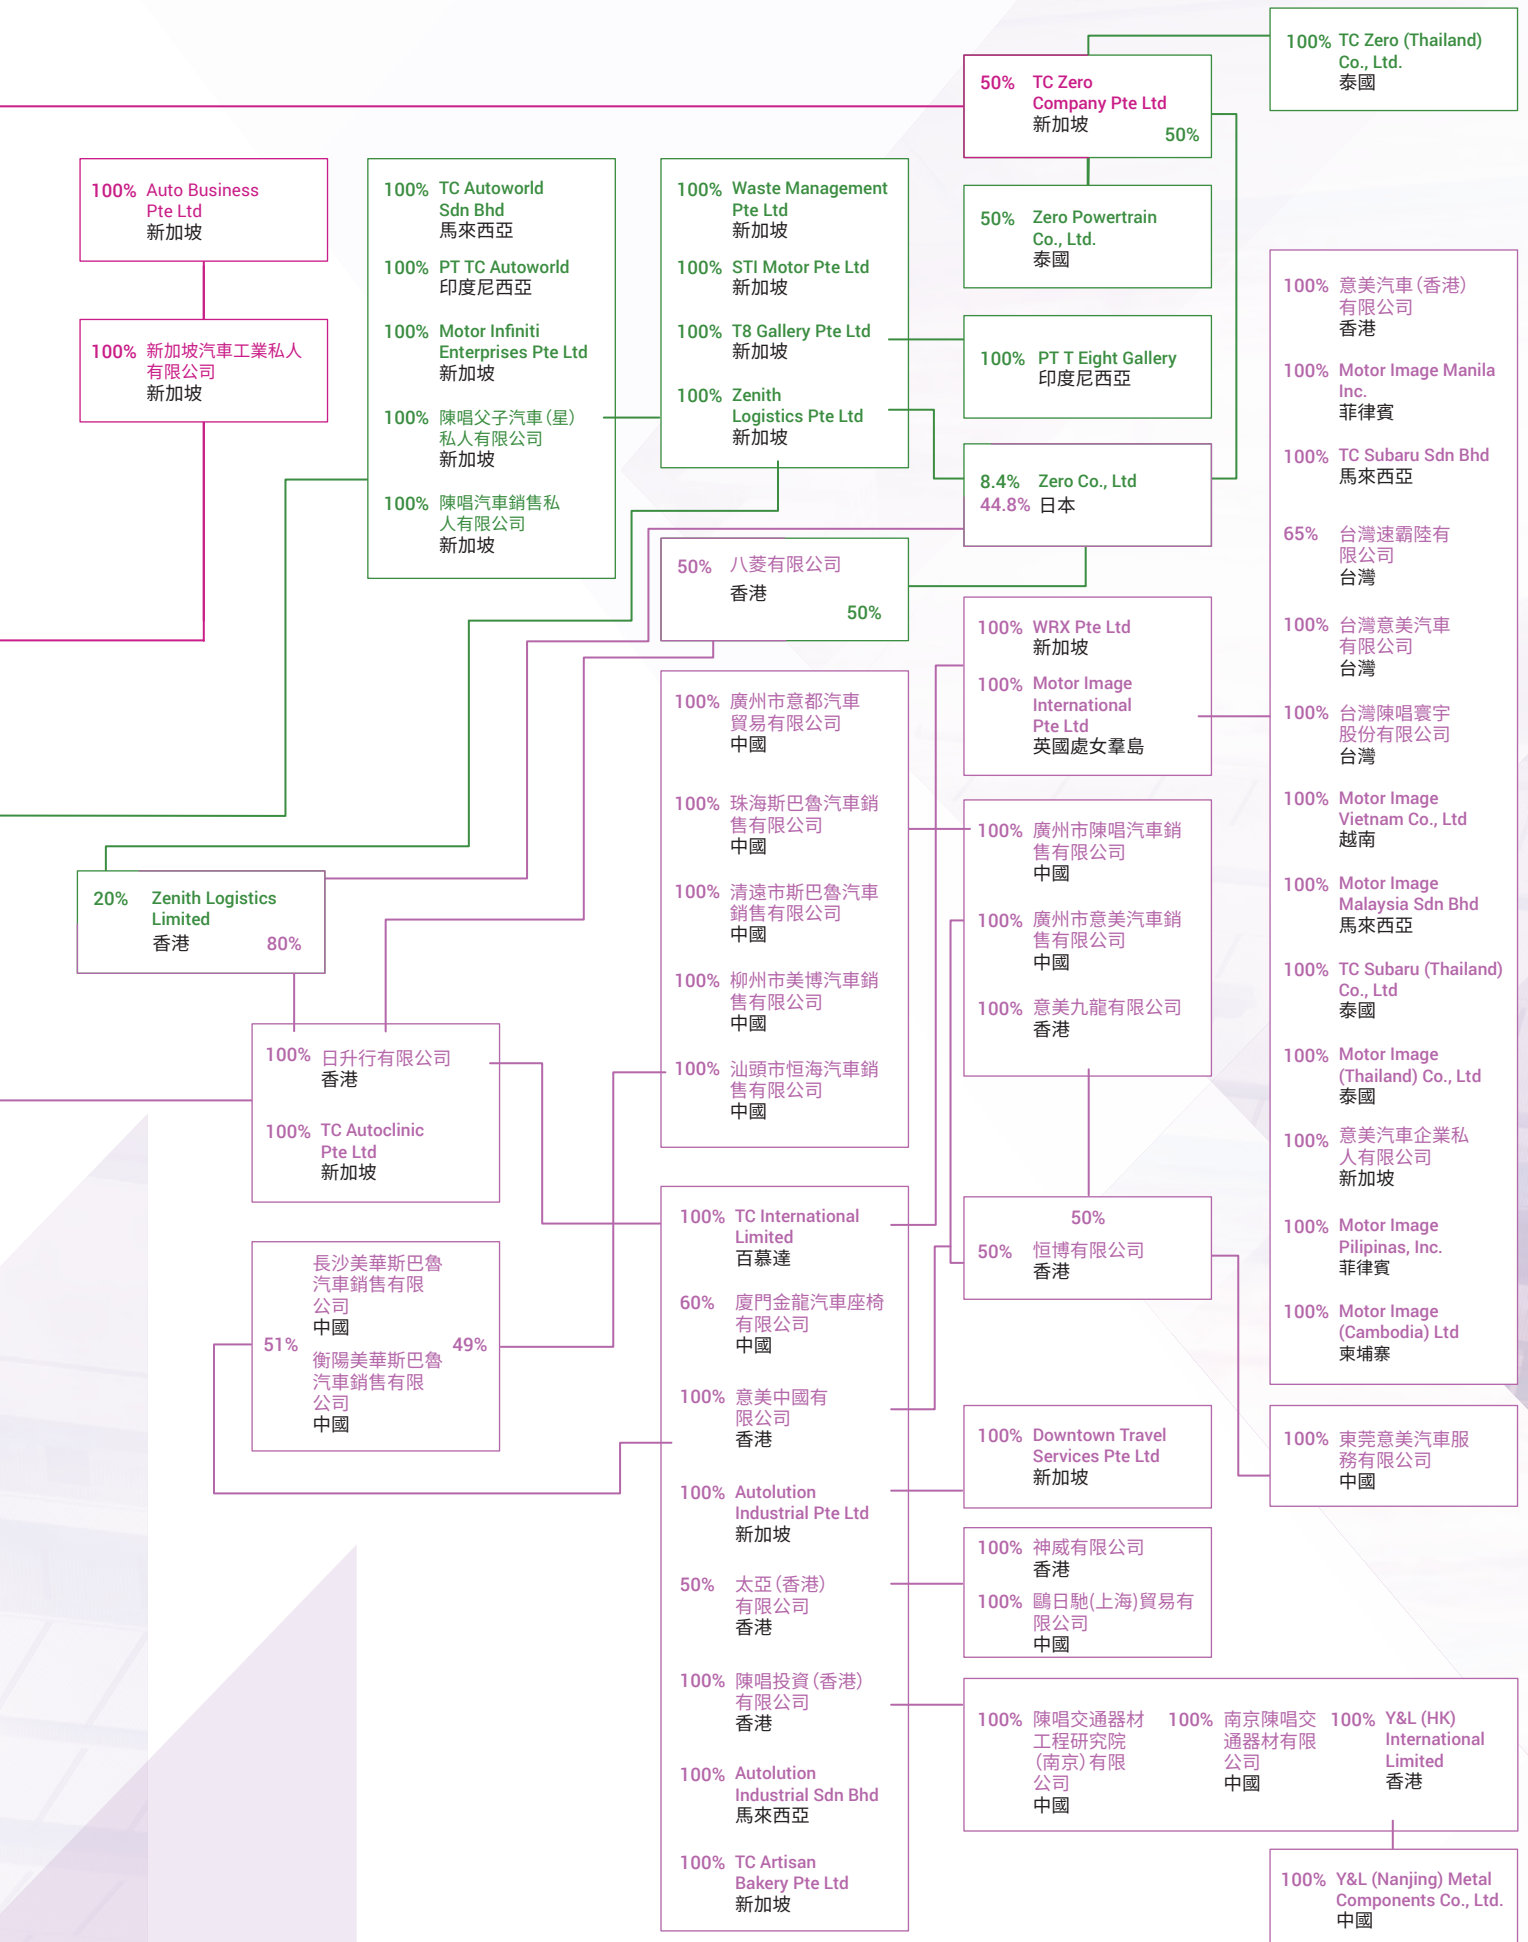 100% TC Zero (Thailand)
Co., Ltd.
泰國
50% TC Zero
Company Pte Ltd
新加坡
50%
50% Zero Powertrain
Co., Ltd.
泰國
100% Auto Business
Pte Ltd
新加坡
100% 新加坡汽車工業私人
有限公司
新加坡
100% TC Autoworld
Sdn Bhd
馬來西亞
100% PT TC Autoworld
印度尼西亞
100% Motor Infiniti
Enterprises Pte Ltd
新加坡
100% 陳唱父子汽車(星)
私人有限公司
新加坡
100% 陳唱汽車銷售私
人有限公司
新加坡
100% Waste Management
Pte Ltd
新加坡
100% STI Motor Pte Ltd
新加坡
100% T8 Gallery Pte Ltd
新加坡
100% Zenith
Logistics Pte Ltd
新加坡
100% PT T Eight Gallery
印度尼西亞
8.4% Zero Co., Ltd
44.8% 日本
50% 八菱有限公司
香港
50%
100% WRX Pte Ltd
新加坡
100% Motor Image
International
Pte Ltd
英國處女羣島
100% 意美汽車(香港)
有限公司
香港
100% Motor Image Manila
Inc.
菲律賓
100% TC Subaru Sdn Bhd
馬來西亞
65% 台灣速霸陸有
限公司
台灣
100% 台灣意美汽車
有限公司
台灣
100% 台灣陳唱寰宇
股份有限公司
台灣
100% Motor Image
Vietnam Co., Ltd
越南
100% Motor Image
Malaysia Sdn Bhd
馬來西亞
100% TC Subaru (Thailand)
Co., Ltd
泰國
100% Motor Image
(Thailand) Co., Ltd
泰國
100% 意美汽車企業私
人有限公司
新加坡
100% Motor Image
Pilipinas, Inc.
菲律賓
100% Motor Image
(Cambodia) Ltd
柬埔寨
100% 廣州市意都汽車
貿易有限公司
中國
100% 珠海斯巴魯汽車銷
售有限公司
中國
100% 清遠市斯巴魯汽車
銷售有限公司
中國
100% 柳州市美博汽車銷
售有限公司
中國
100% 汕頭市恒海汽車銷
售有限公司
中國
100% 廣州市陳唱汽車銷
售有限公司
中國
100% 廣州市意美汽車銷
售有限公司
中國
100% 意美九龍有限公司
香港
20% Zenith Logistics
Limited
香港 80%
100% 日升行有限公司
香港
100% TC Autoclinic
Pte Ltd
新加坡
長沙美華斯巴魯
汽車銷售有限
公司
中國
51% 49%
衡陽美華斯巴魯
汽車銷售有限
公司
中國
100% TC International
Limited
百慕達
60% 廈門金龍汽車座椅
有限公司
中國
100% 意美中國有
限公司
香港
100% Autolution
Industrial Pte Ltd
新加坡
50% 太亞(香港)
有限公司
香港
100% 陳唱投資(香港)
有限公司
香港
100% Autolution
Industrial Sdn Bhd
馬來西亞
100% TC Artisan
Bakery Pte Ltd
新加坡
50%
50% 恒博有限公司
香港
100% Downtown Travel
Services Pte Ltd
新加坡
100% 東莞意美汽車服
務有限公司
中國
100% 神威有限公司
香港
100% 鷗日馳(上海)貿易有
限公司
中國
100% 陳唱交通器材
工程研究院
(南京)有限
公司
中國
100% 南京陳唱交
通器材有限
公司
中國
100% Y&L (HK)
International
Limited
香港
100% Y&L (Nanjing) Metal
Components Co., Ltd.
中國